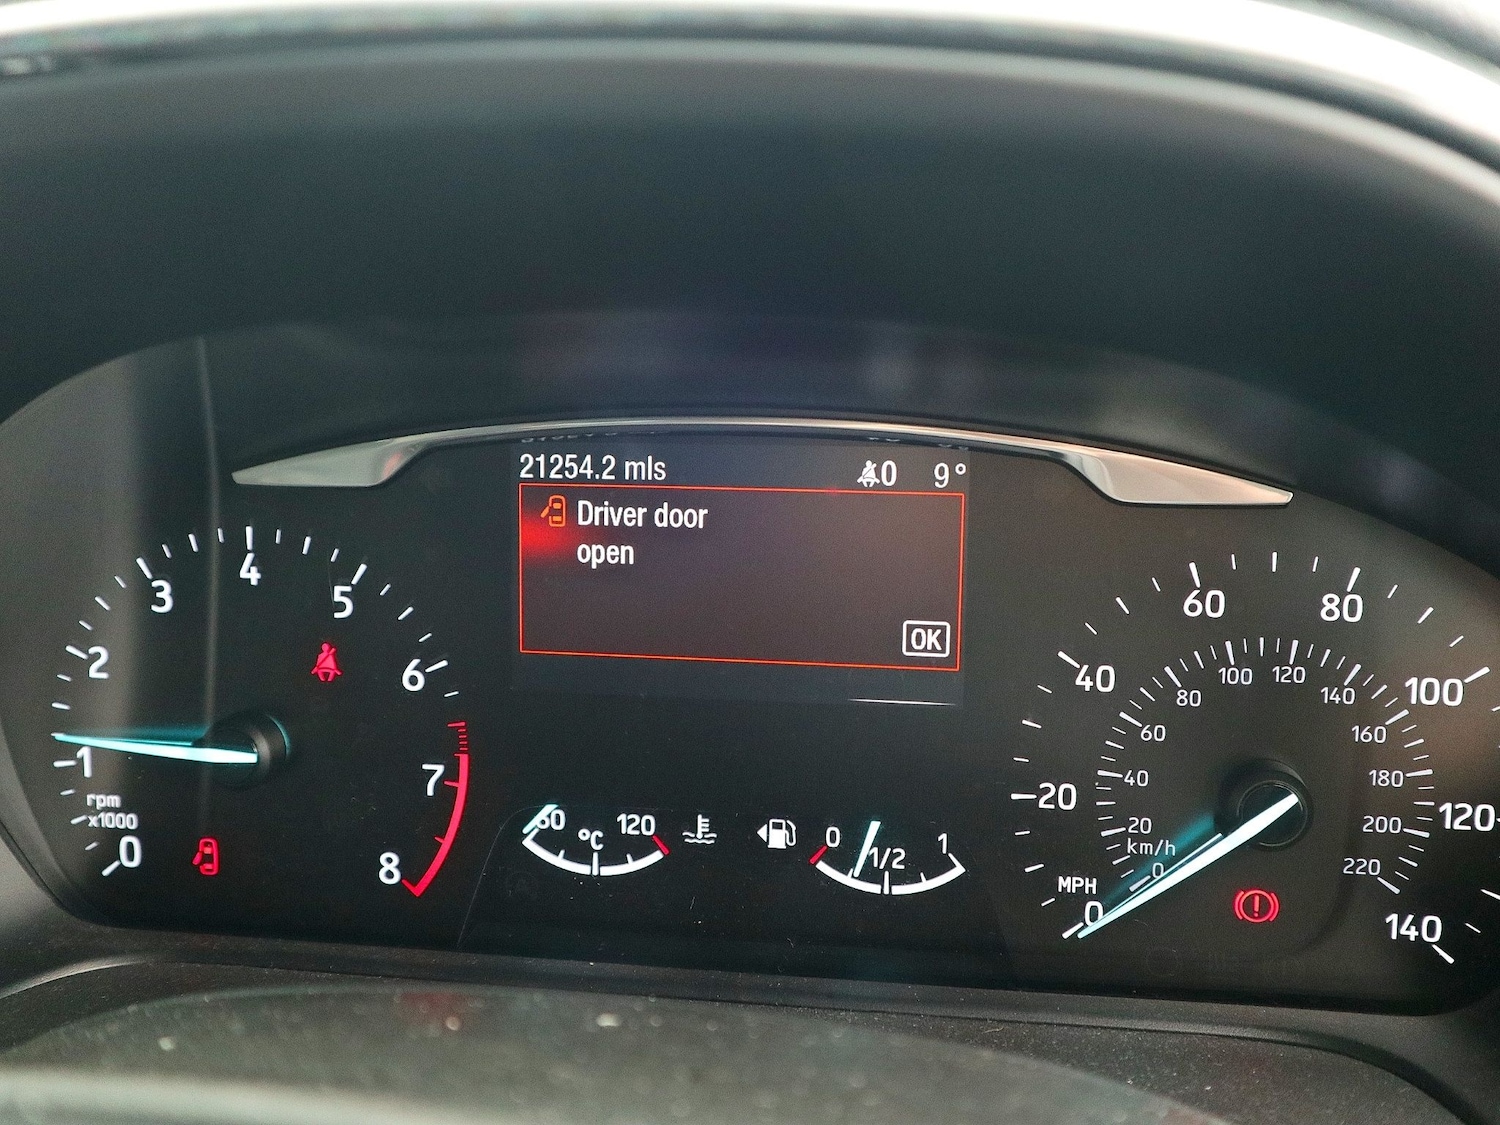 21254.2 mls 0 9°
Driver door
open
OK
0 1 2 3 4 5 6 7 8
rpm
x1000
60 °C 120
0 1/2 1
0 20 40 60 80 100 120 140
MPH
0 20 40 60 80 100 120 140 160 180 200 220
km/h